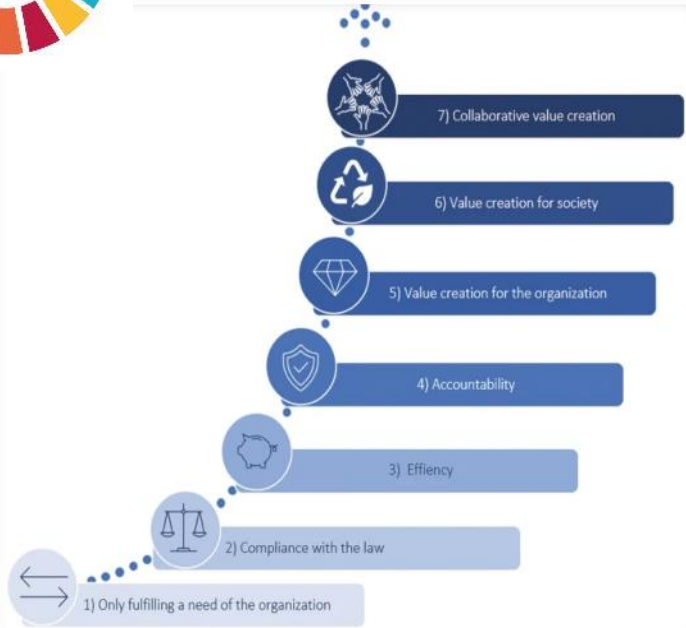 7) Collaborative value creation
6) Value creation for society
5) Value creation for the organization
4) Accountability
3) Effiency
2) Compliance with the law
1) Only fulfilling a need of the organization